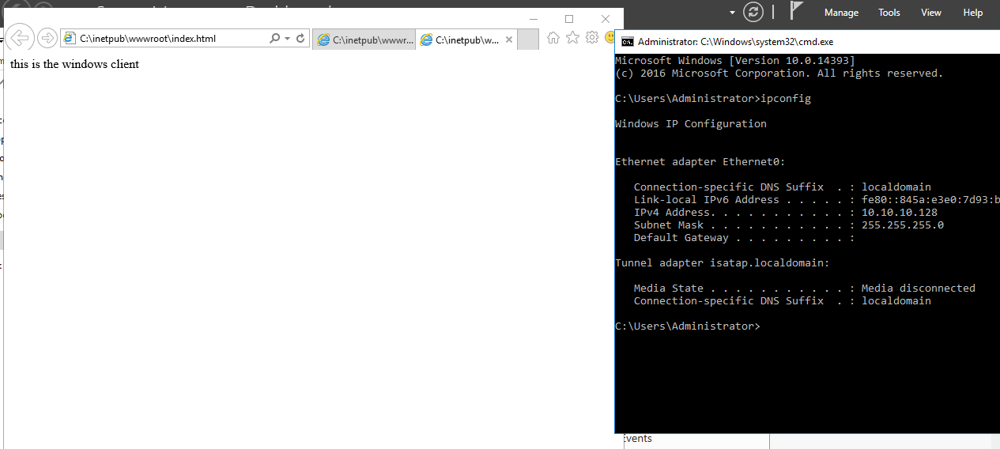 Manage Tools View Help
C:\inetpub\wwwroot\index.html
C:\inetpub\wwwr...
C:\inetpub\w...
this is the windows client
Administrator: C:\Windows\system32\cmd.exe
Microsoft Windows [Version 10.0.14393]
(c) 2016 Microsoft Corporation. All rights reserved.
C:\Users\Administrator>ipconfig
Windows IP Configuration
Ethernet adapter Ethernet0:
Connection-specific DNS Suffix . : localdomain
Link-local IPv6 Address . . . . . : fe80::845a:e3e0:7d93:b
IPv4 Address. . . . . . . . . . . : 10.10.10.128
Subnet Mask . . . . . . . . . . . : 255.255.255.0
Default Gateway . . . . . . . . . :
Tunnel adapter isatap.localdomain:
Media State . . . . . . . . . . . : Media disconnected
Connection-specific DNS Suffix . : localdomain
C:\Users\Administrator>
Events